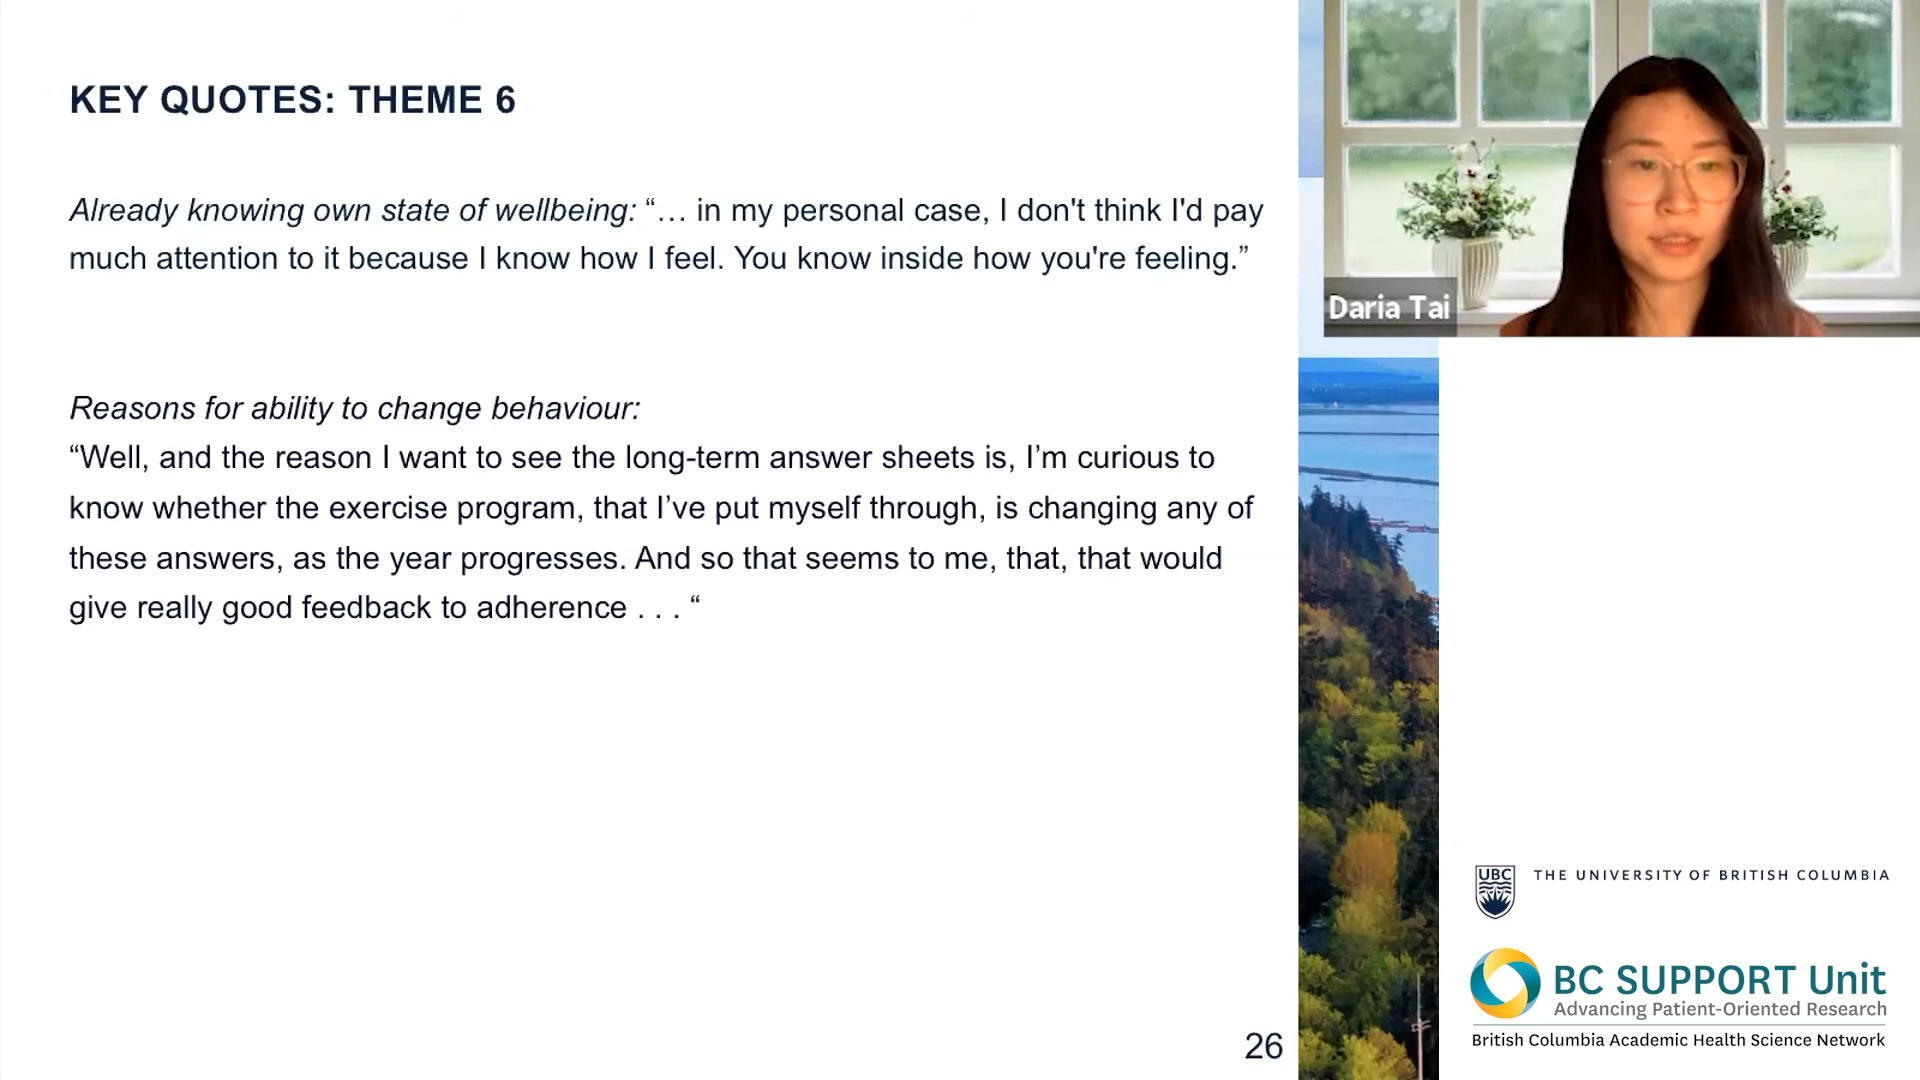 KEY QUOTES: THEME 6
Already knowing own state of wellbeing: “… in my personal case, I don't think I'd pay
much attention to it because I know how I feel. You know inside how you're feeling.”
Reasons for ability to change behaviour:
“Well, and the reason I want to see the long-term answer sheets is, I’m curious to
know whether the exercise program, that I’ve put myself through, is changing any of
these answers, as the year progresses. And so that seems to me, that, that would
give really good feedback to adherence . . . “
26
Daria Tai
UBC
THE UNIVERSITY OF BRITISH COLUMBIA
BC SUPPORT Unit
Advancing Patient-Oriented Research
British Columbia Academic Health Science Network